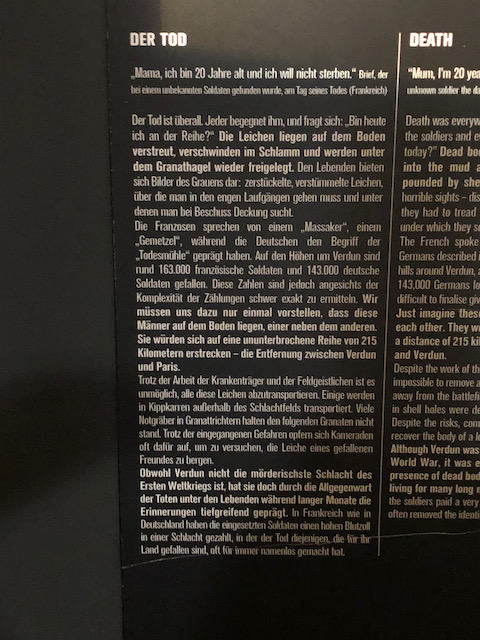 DER TOD
„Mama, ich bin 20 Jahre alt und ich will nicht sterben.“ Brief, der
bei einem unbekannten Soldaten gefunden wurde, am Tag seines Todes (Frankreich)
Der Tod ist überall. Jeder begegnet ihm, und fragt sich: „Bin heute
ich an der Reihe?“ Die Leichen liegen auf dem Boden
verstreut, verschwinden im Schlamm und werden unter
dem Granathagel wieder freigelegt. Den Lebenden bieten
sich Bilder des Grauens dar: zerstückelte, verstümmelte Leichen,
über die man in den engen Laufgängen gehen muss und unter
denen man bei Beschuss Deckung sucht.
Die Franzosen sprechen von einem „Massaker“, einem
„Gemetzel“, während die Deutschen den Begriff der
„Todesmühle“ geprägt haben. Auf den Höhen um Verdun sind
rund 163.000 französische Soldaten und 143.000 deutsche
Soldaten gefallen. Diese Zahlen sind jedoch angesichts der
Komplexität der Zählungen schwer exakt zu ermitteln. Wir
müssen uns dazu nur einmal vorstellen, dass diese
Männer auf dem Boden liegen, einer neben dem anderen.
Sie würden sich auf eine ununterbrochene Reihe von 215
Kilometern erstrecken – die Entfernung zwischen Verdun
und Paris.
Trotz der Arbeit der Krankenträger und der Feldgeistlichen ist es
unmöglich, alle diese Leichen abzutransportieren. Einige werden
in Kippkarren außerhalb des Schlachtfelds transportiert. Viele
Notgräber in Granattrichtern halten den folgenden Granaten nicht
stand. Trotz der eingegangenen Gefahren opfern sich Kameraden
oft dafür auf, um zu versuchen, die Leiche eines gefallenen
Freundes zu bergen.
Obwohl Verdun nicht die mörderischste Schlacht des
Ersten Weltkriegs ist, hat sie doch durch die Allgegenwart
der Toten unter den Lebenden während langer Monate die
Erinnerungen tiefgreifend geprägt. In Frankreich wie in
Deutschland haben die eingesetzten Soldaten einen hohen Blutzoll
in einer Schlacht gezahlt, in der der Tod diejenigen, die für ihr
Land gefallen sind, oft für immer namenlos gemacht hat.
DEATH
“Mum, I'm 20 yea
unknown soldier the da
Death was everyw
the soldiers and e
today?” Dead bo
into the mud a
pounded by she
horrible sights – dis
they had to tread
under which they so
The French spoke
Germans described i
hills around Verdun, a
143,000 Germans lo
difficult to finalise giv
Just imagine these
each other. They wo
a distance of 215 kil
and Verdun.
Despite the work of th
impossible to remove a
away from the battlefi
in shell holes were de
Despite the risks, com
recover the body of a lo
Although Verdun was
World War, it was e
presence of dead bod
living for many long m
the soldiers paid a very
often removed the identi